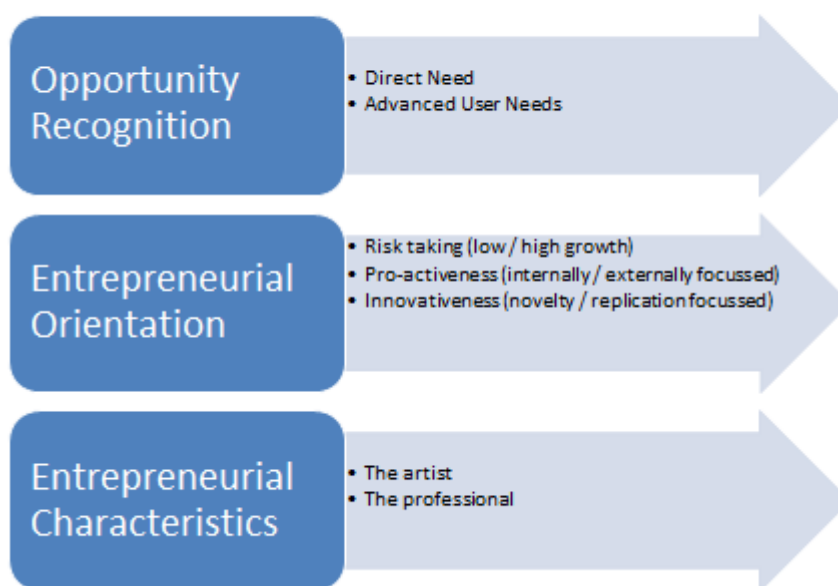 Opportunity
Recognition
• Direct Need
• Advanced User Needs
Entrepreneurial
Orientation
• Risk taking (low / high growth)
• Pro-activeness (internally / externally focussed)
• Innovativeness (novelty / replication focussed)
Entrepreneurial
Characteristics
• The artist
• The professional